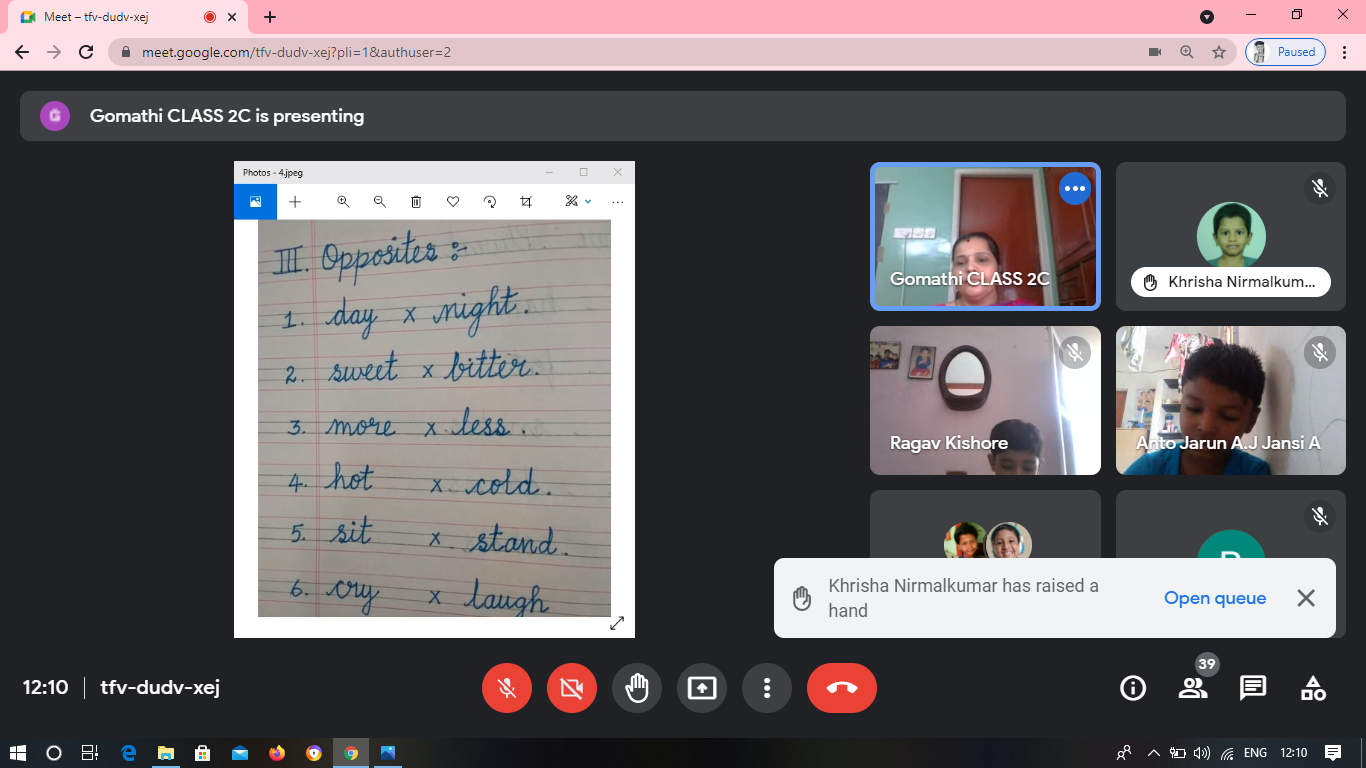 Meet – tfv-dudv-xej
meet.google.com/tfv-dudv-xej?pli=1&authuser=2
Paused
G
Gomathi CLASS 2C is presenting
Photos - 4.jpeg
III. Opposites :-
1. day x night.
2. sweet x bitter.
3. more x less.
4. hot x cold.
5. sit x stand.
6. cry x laugh
Gomathi CLASS 2C
Khrisha Nirmalkum...
Ragav Kishore
Anto Jarun A.J Jansi A
Khrisha Nirmalkumar has raised a
hand
Open queue
12:10 | tfv-dudv-xej
39
ENG 12:10